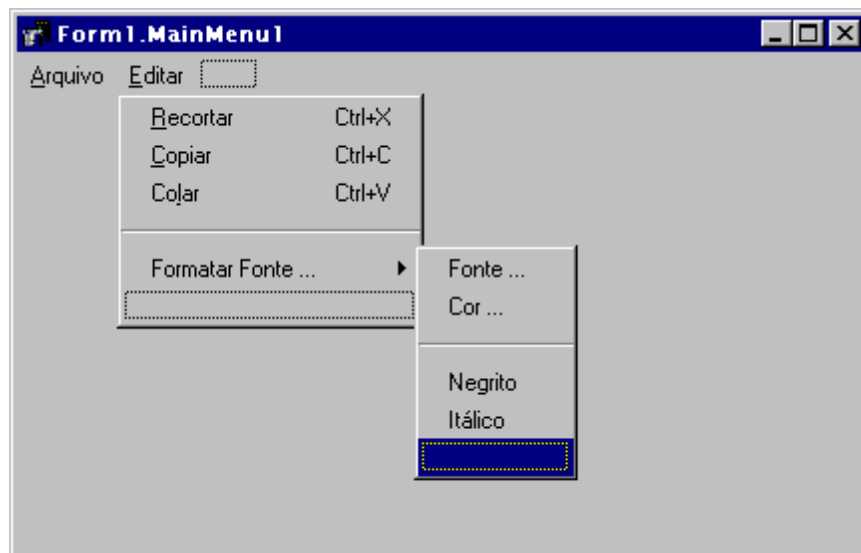 Form1.MainMenu1
Arquivo Editar
Recortar Ctrl+X
Copiar Ctrl+C
Colar Ctrl+V
Formatar Fonte ...
Fonte ...
Cor ...
Negrito
Itálico